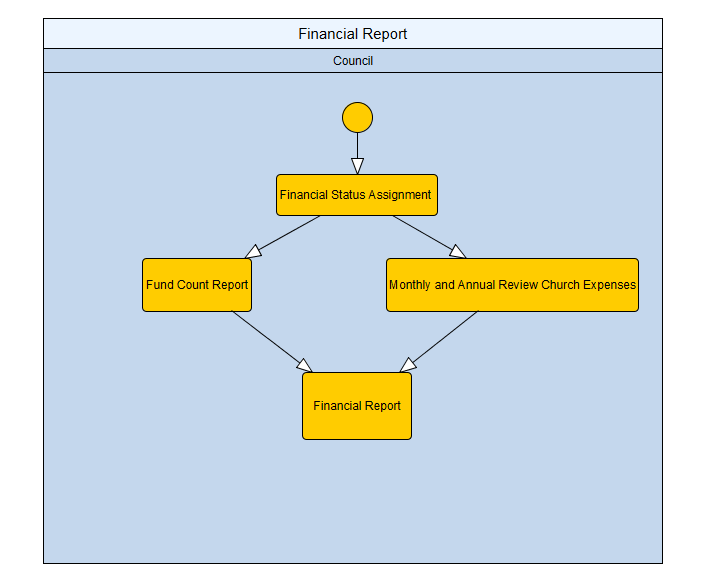 Financial Report
Council
Financial Status Assignment
Fund Count Report
Monthly and Annual Review Church Expenses
Financial Report